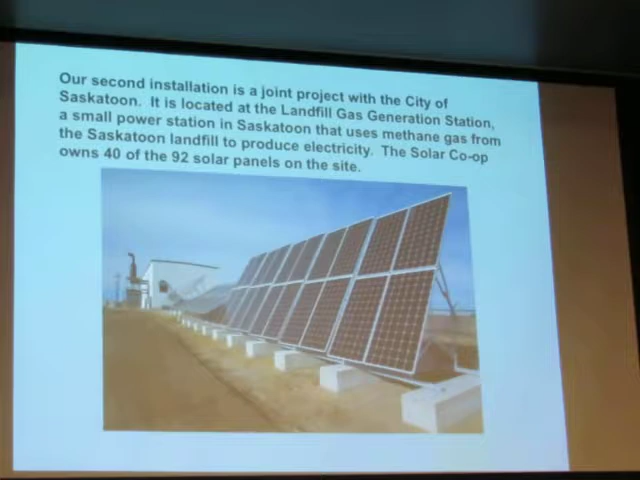 Our second installation is a joint project with the City of
Saskatoon. It is located at the Landfill Gas Generation Station,
a small power station in Saskatoon that uses methane gas from
the Saskatoon landfill to produce electricity. The Solar Co-op
owns 40 of the 92 solar panels on the site.